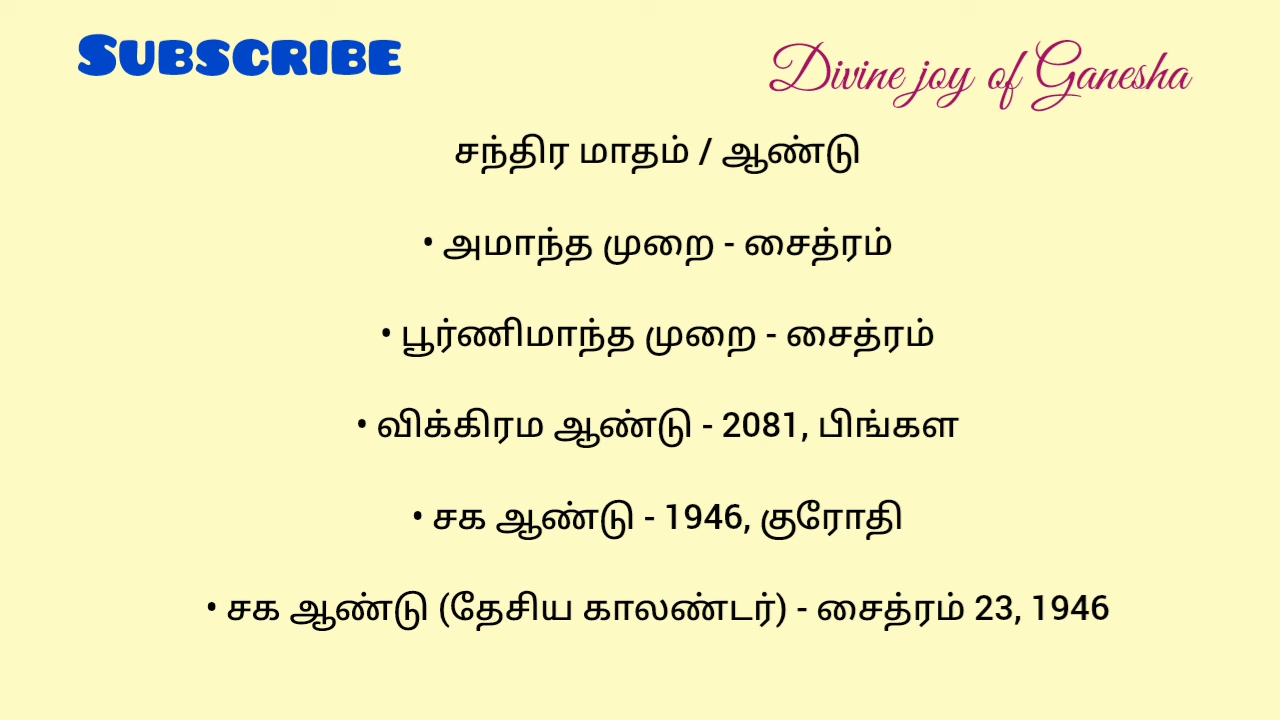 SUBSCRIBE
Divine joy of Ganesha
சந்திர மாதம் / ஆண்டு
• அமாந்த முறை - சைத்ரம்
• பூர்ணிமாந்த முறை - சைத்ரம்
• விக்கிரம ஆண்டு - 2081, பிங்கள
• சக ஆண்டு - 1946, குரோதி
• சக ஆண்டு (தேசிய காலண்டர்) - சைத்ரம் 23, 1946